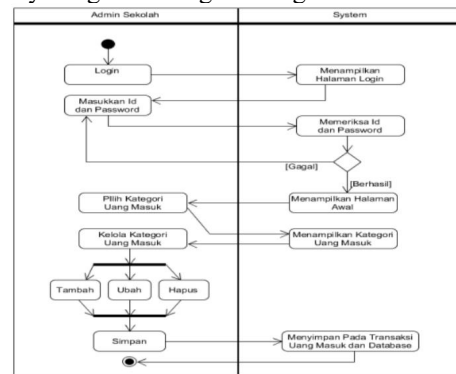 Admin Sekolah
System
Login
Menampilkan
Halaman Login
Masukkan Id
dan Password
Memeriksa Id
dan Password
[Gagal]
[Berhasil]
PIlih Kategori
Uang Masuk
Menampilkan Halaman
Awal
Kelola Kategori
Uang Masuk
Menampilkan Kategori
Uang Masuk
Tambah
Ubah
Hapus
Simpan
Menyimpan Pada Transaksi
Uang Masuk dan Database